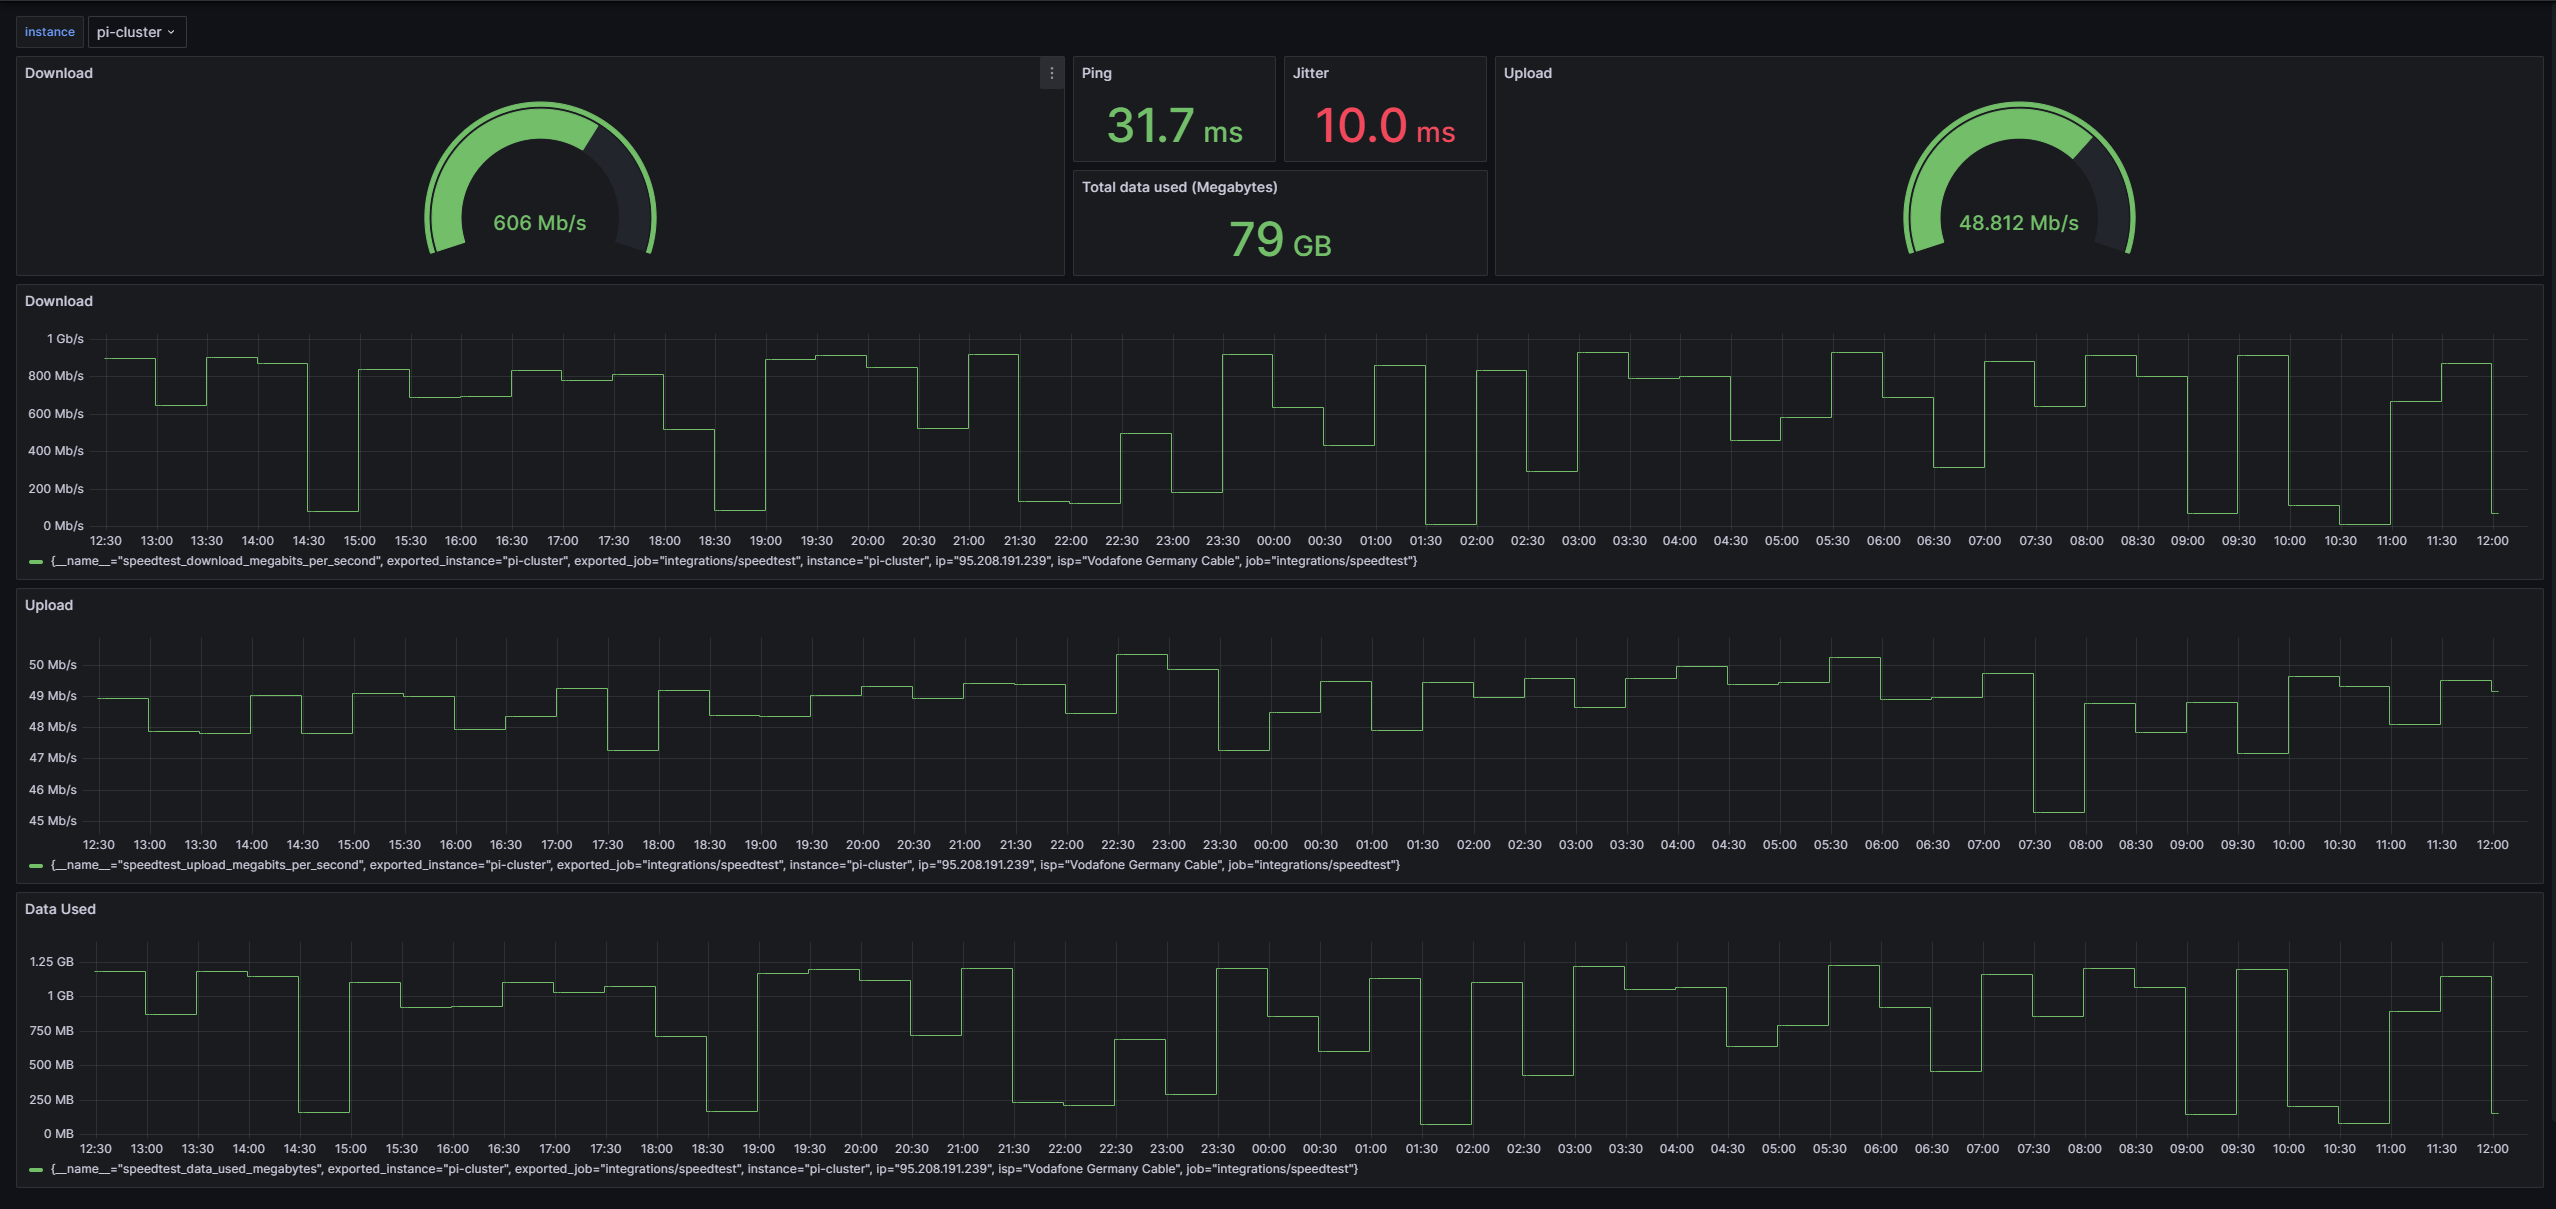 instance pi-cluster
Download
606 Mb/s
Ping
31.7 ms
Jitter
10.0 ms
Total data used (Megabytes)
79 GB
Upload
48.812 Mb/s
Download
1 Gb/s
800 Mb/s
600 Mb/s
400 Mb/s
200 Mb/s
0 Mb/s
12:30 13:00 13:30 14:00 14:30 15:00 15:30 16:00 16:30 17:00 17:30 18:00 18:30 19:00 19:30 20:00 20:30 21:00 21:30 22:00 22:30 23:00 23:30 00:00 00:30 01:00 01:30 02:00 02:30 03:00 03:30 04:00 04:30 05:00 05:30 06:00 06:30 07:00 07:30 08:00 08:30 09:00 09:30 10:00 10:30 11:00 11:30 12:00
{__name__="speedtest_download_megabits_per_second", exported_instance="pi-cluster", exported_job="integrations/speedtest", instance="pi-cluster", ip="95.208.191.239", isp="Vodafone Germany Cable", job="integrations/speedtest"}
Upload
50 Mb/s
49 Mb/s
48 Mb/s
47 Mb/s
46 Mb/s
45 Mb/s
12:30 13:00 13:30 14:00 14:30 15:00 15:30 16:00 16:30 17:00 17:30 18:00 18:30 19:00 19:30 20:00 20:30 21:00 21:30 22:00 22:30 23:00 23:30 00:00 00:30 01:00 01:30 02:00 02:30 03:00 03:30 04:00 04:30 05:00 05:30 06:00 06:30 07:00 07:30 08:00 08:30 09:00 09:30 10:00 10:30 11:00 11:30 12:00
{__name__="speedtest_upload_megabits_per_second", exported_instance="pi-cluster", exported_job="integrations/speedtest", instance="pi-cluster", ip="95.208.191.239", isp="Vodafone Germany Cable", job="integrations/speedtest"}
Data Used
1.25 GB
1 GB
750 MB
500 MB
250 MB
0 MB
12:30 13:00 13:30 14:00 14:30 15:00 15:30 16:00 16:30 17:00 17:30 18:00 18:30 19:00 19:30 20:00 20:30 21:00 21:30 22:00 22:30 23:00 23:30 00:00 00:30 01:00 01:30 02:00 02:30 03:00 03:30 04:00 04:30 05:00 05:30 06:00 06:30 07:00 07:30 08:00 08:30 09:00 09:30 10:00 10:30 11:00 11:30 12:00
{__name__="speedtest_data_used_megabytes", exported_instance="pi-cluster", exported_job="integrations/speedtest", instance="pi-cluster", ip="95.208.191.239", isp="Vodafone Germany Cable", job="integrations/speedtest"}